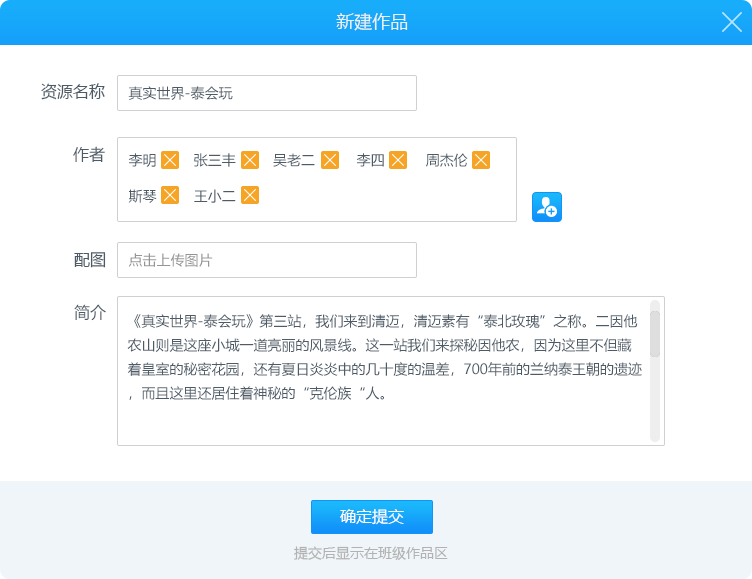 新建作品
资源名称 真实世界-泰会玩
作者 李明 张三丰 吴老二 李四 周杰伦
斯琴 王小二
配图 点击上传图片
简介 《真实世界-泰会玩》第三站，我们来到清迈，清迈素有“泰北玫瑰”之称。二因他
农山则是这座小城一道亮丽的风景线。这一站我们来探秘因他农，因为这里不但藏
着皇室的秘密花园，还有夏日炎炎中的几十度的温差，700年前的兰纳泰王朝的遗迹
，而且这里还居住着神秘的“克伦族“人。
确定提交
提交后显示在班级作品区